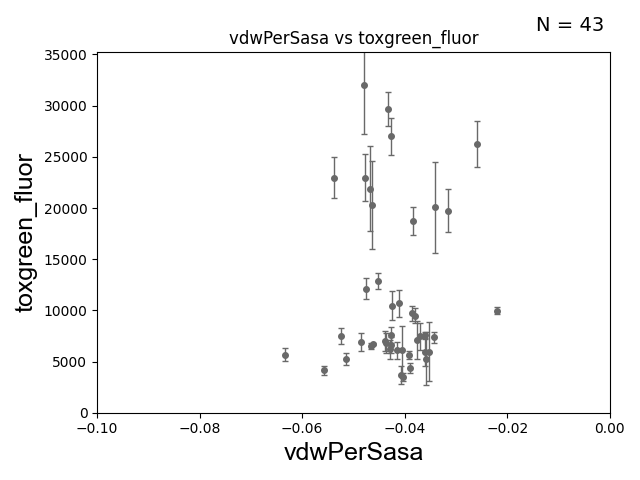 N = 43
vdwPerSasa vs toxgreen_fluor
toxgreen_fluor
35000
30000
25000
20000
15000
10000
5000
0
−0.10 −0.08 −0.06 −0.04 −0.02 0.00
vdwPerSasa